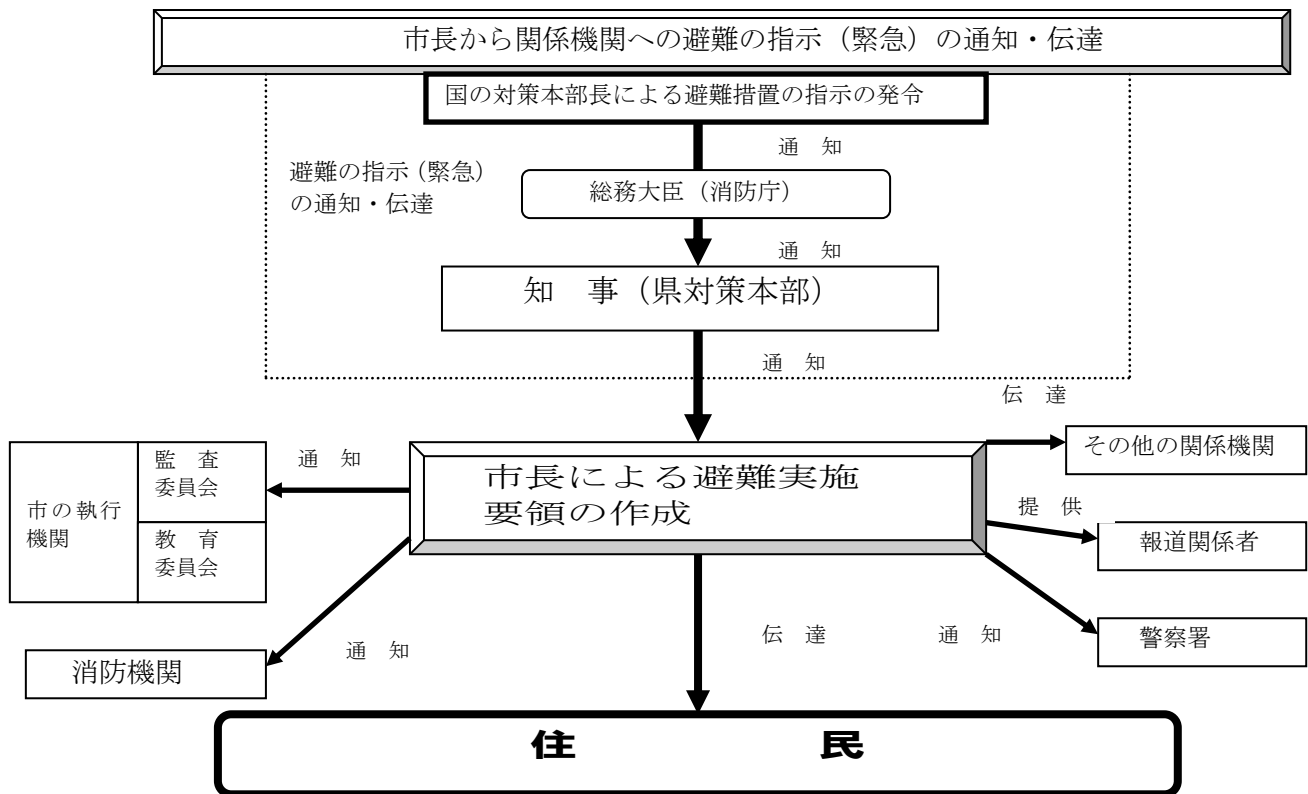 市長から関係機関への避難の指示（緊急）の通知・伝達
国の対策本部長による避難措置の指示の発令
通　知
避難の指示（緊急）
の通知・伝達
総務大臣（消防庁）
通　知
知　事（県対策本部）
通　知
伝　達
その他の関係機関
市の執行
機関
監　査
委員会
教　育
委員会
通　知
市長による避難実施
要領の作成
提　供
報道関係者
消防機関
通　知
伝　達
通　知
警察署
住　　　民